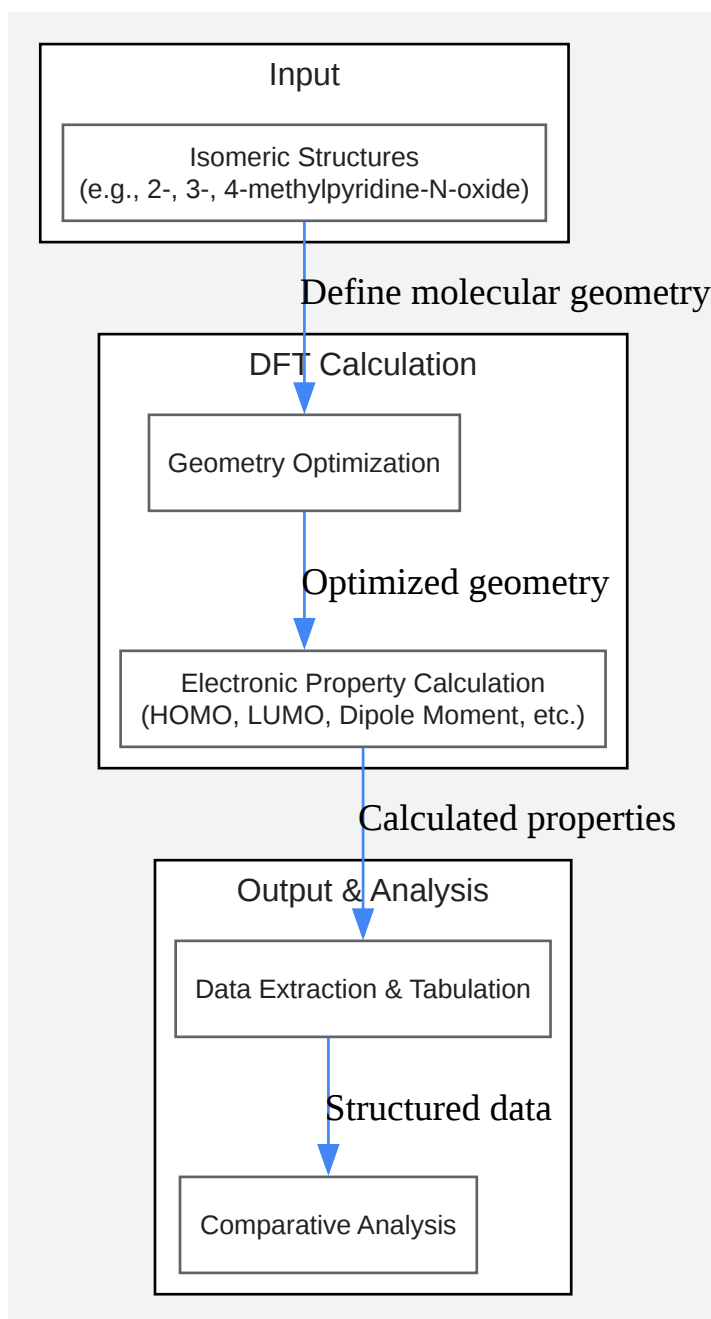 Input
Isomeric Structures
(e.g., 2-, 3-, 4-methylpyridine-N-oxide)
Define molecular geometry
DFT Calculation
Geometry Optimization
Optimized geometry
Electronic Property Calculation
(HOMO, LUMO, Dipole Moment, etc.)
Calculated properties
Output & Analysis
Data Extraction & Tabulation
Structured data
Comparative Analysis